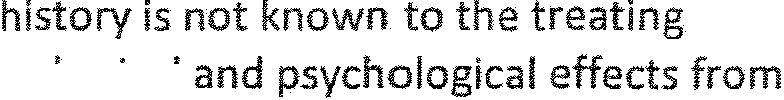 history is not known to the treating
and psychological effects from